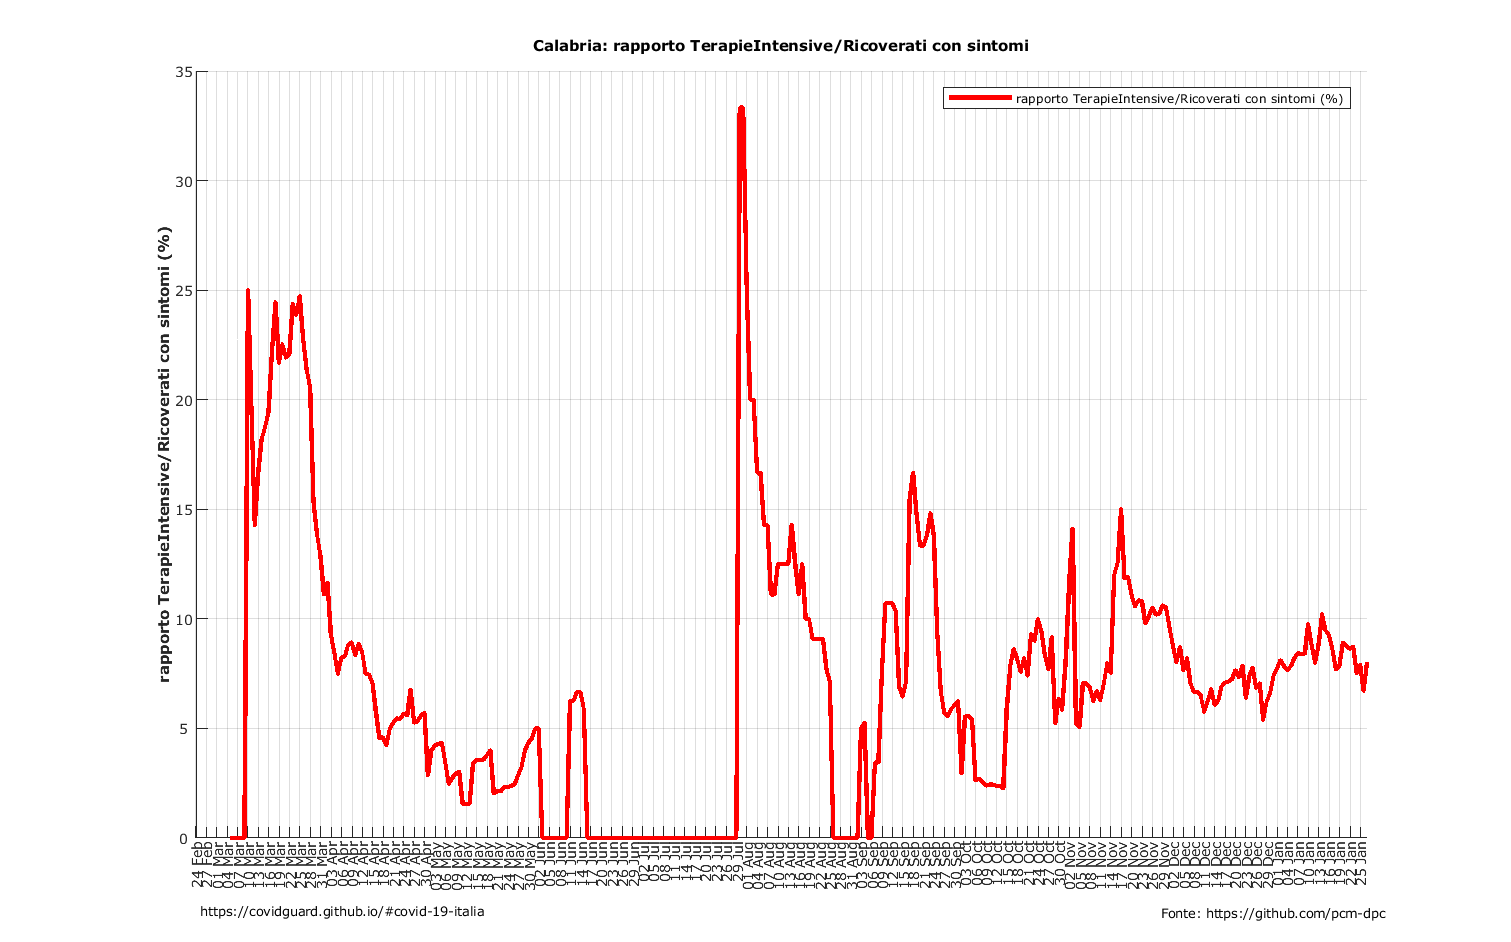 Calabria: rapporto TerapieIntensive/Ricoverati con sintomi
rapporto TerapieIntensive/Ricoverati con sintomi (%)
rapporto TerapieIntensive/Ricoverati con sintomi (%)
35
30
25
20
15
10
5
0
24 Feb
27 Feb
01 Mar
04 Mar
07 Mar
10 Mar
13 Mar
16 Mar
19 Mar
22 Mar
25 Mar
28 Mar
31 Mar
03 Apr
06 Apr
09 Apr
12 Apr
15 Apr
18 Apr
21 Apr
24 Apr
27 Apr
30 Apr
03 May
06 May
09 May
12 May
15 May
18 May
21 May
24 May
27 May
30 May
02 Jun
05 Jun
08 Jun
11 Jun
14 Jun
17 Jun
20 Jun
23 Jun
26 Jun
29 Jun
02 Jul
05 Jul
08 Jul
11 Jul
14 Jul
17 Jul
20 Jul
23 Jul
26 Jul
29 Jul
01 Aug
04 Aug
07 Aug
10 Aug
13 Aug
16 Aug
19 Aug
22 Aug
25 Aug
28 Aug
31 Aug
03 Sep
06 Sep
09 Sep
12 Sep
15 Sep
18 Sep
21 Sep
24 Sep
27 Sep
30 Sep
03 Oct
06 Oct
09 Oct
12 Oct
15 Oct
18 Oct
21 Oct
24 Oct
27 Oct
30 Oct
02 Nov
05 Nov
08 Nov
11 Nov
14 Nov
17 Nov
20 Nov
23 Nov
26 Nov
29 Nov
02 Dec
05 Dec
08 Dec
11 Dec
14 Dec
17 Dec
20 Dec
23 Dec
26 Dec
29 Dec
01 Jan
04 Jan
07 Jan
10 Jan
13 Jan
16 Jan
19 Jan
22 Jan
25 Jan
https://covidguard.github.io/#covid-19-italia
Fonte: https://github.com/pcm-dpc